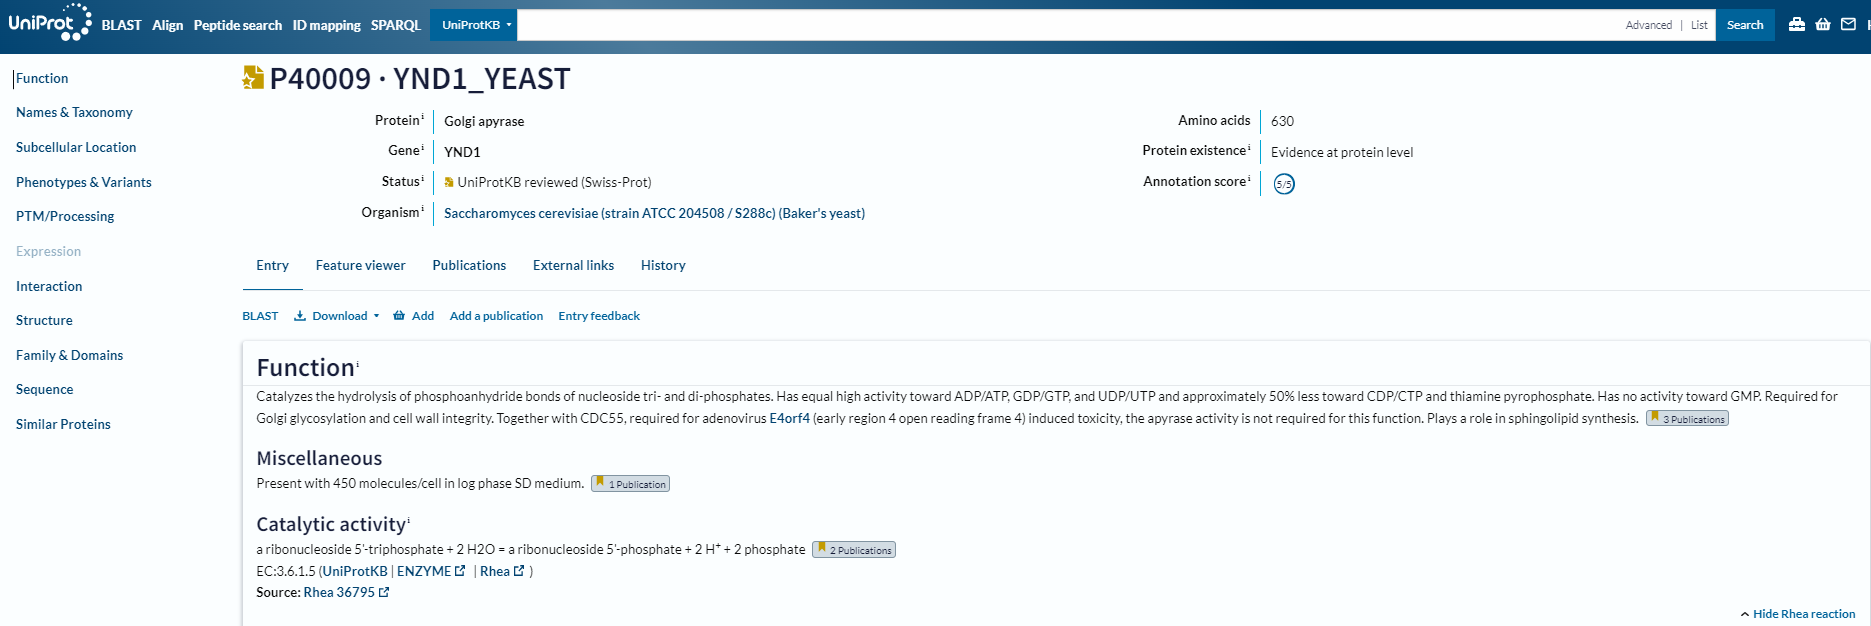 UniProt BLAST Align Peptide search ID mapping SPARQL UniProtKB Advanced | List Search
Function
Names & Taxonomy
Subcellular Location
Phenotypes & Variants
PTM/Processing
Expression
Interaction
Structure
Family & Domains
Sequence
Similar Proteins
P40009 · YND1_YEAST
Protein i Golgi apyrase
Gene i YND1
Status i UniProtKB reviewed (Swiss-Prot)
Organism i Saccharomyces cerevisiae (strain ATCC 204508 / S288c) (Baker's yeast)
Amino acids 630
Protein existence i Evidence at protein level
Annotation score i 5/5
Entry Feature viewer Publications External links History
BLAST Download Add Add a publication Entry feedback
Function i
Catalyzes the hydrolysis of phosphoanhydride bonds of nucleoside tri- and di-phosphates. Has equal high activity toward ADP/ATP, GDP/GTP, and UDP/UTP and approximately 50% less toward CDP/CTP and thiamine pyrophosphate. Has no activity toward GMP. Required for
Golgi glycosylation and cell wall integrity. Together with CDC55, required for adenovirus E4orf4 (early region 4 open reading frame 4) induced toxicity, the apyrase activity is not required for this function. Plays a role in sphingolipid synthesis. 3 Publications
Miscellaneous
Present with 450 molecules/cell in log phase SD medium. 1 Publication
Catalytic activity i
a ribonucleoside 5'-triphosphate + 2 H2O = a ribonucleoside 5'-phosphate + 2 H⁺ + 2 phosphate 2 Publications
EC:3.6.1.5 (UniProtKB | ENZYME | Rhea )
Source: Rhea 36795
Hide Rhea reaction